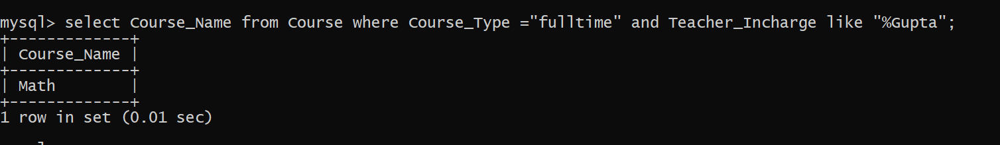 mysql> select Course_Name from Course where Course_Type ="fulltime" and Teacher_Incharge like "%Gupta";
+-------------+
| Course_Name |
+-------------+
| Math        |
+-------------+
1 row in set (0.01 sec)